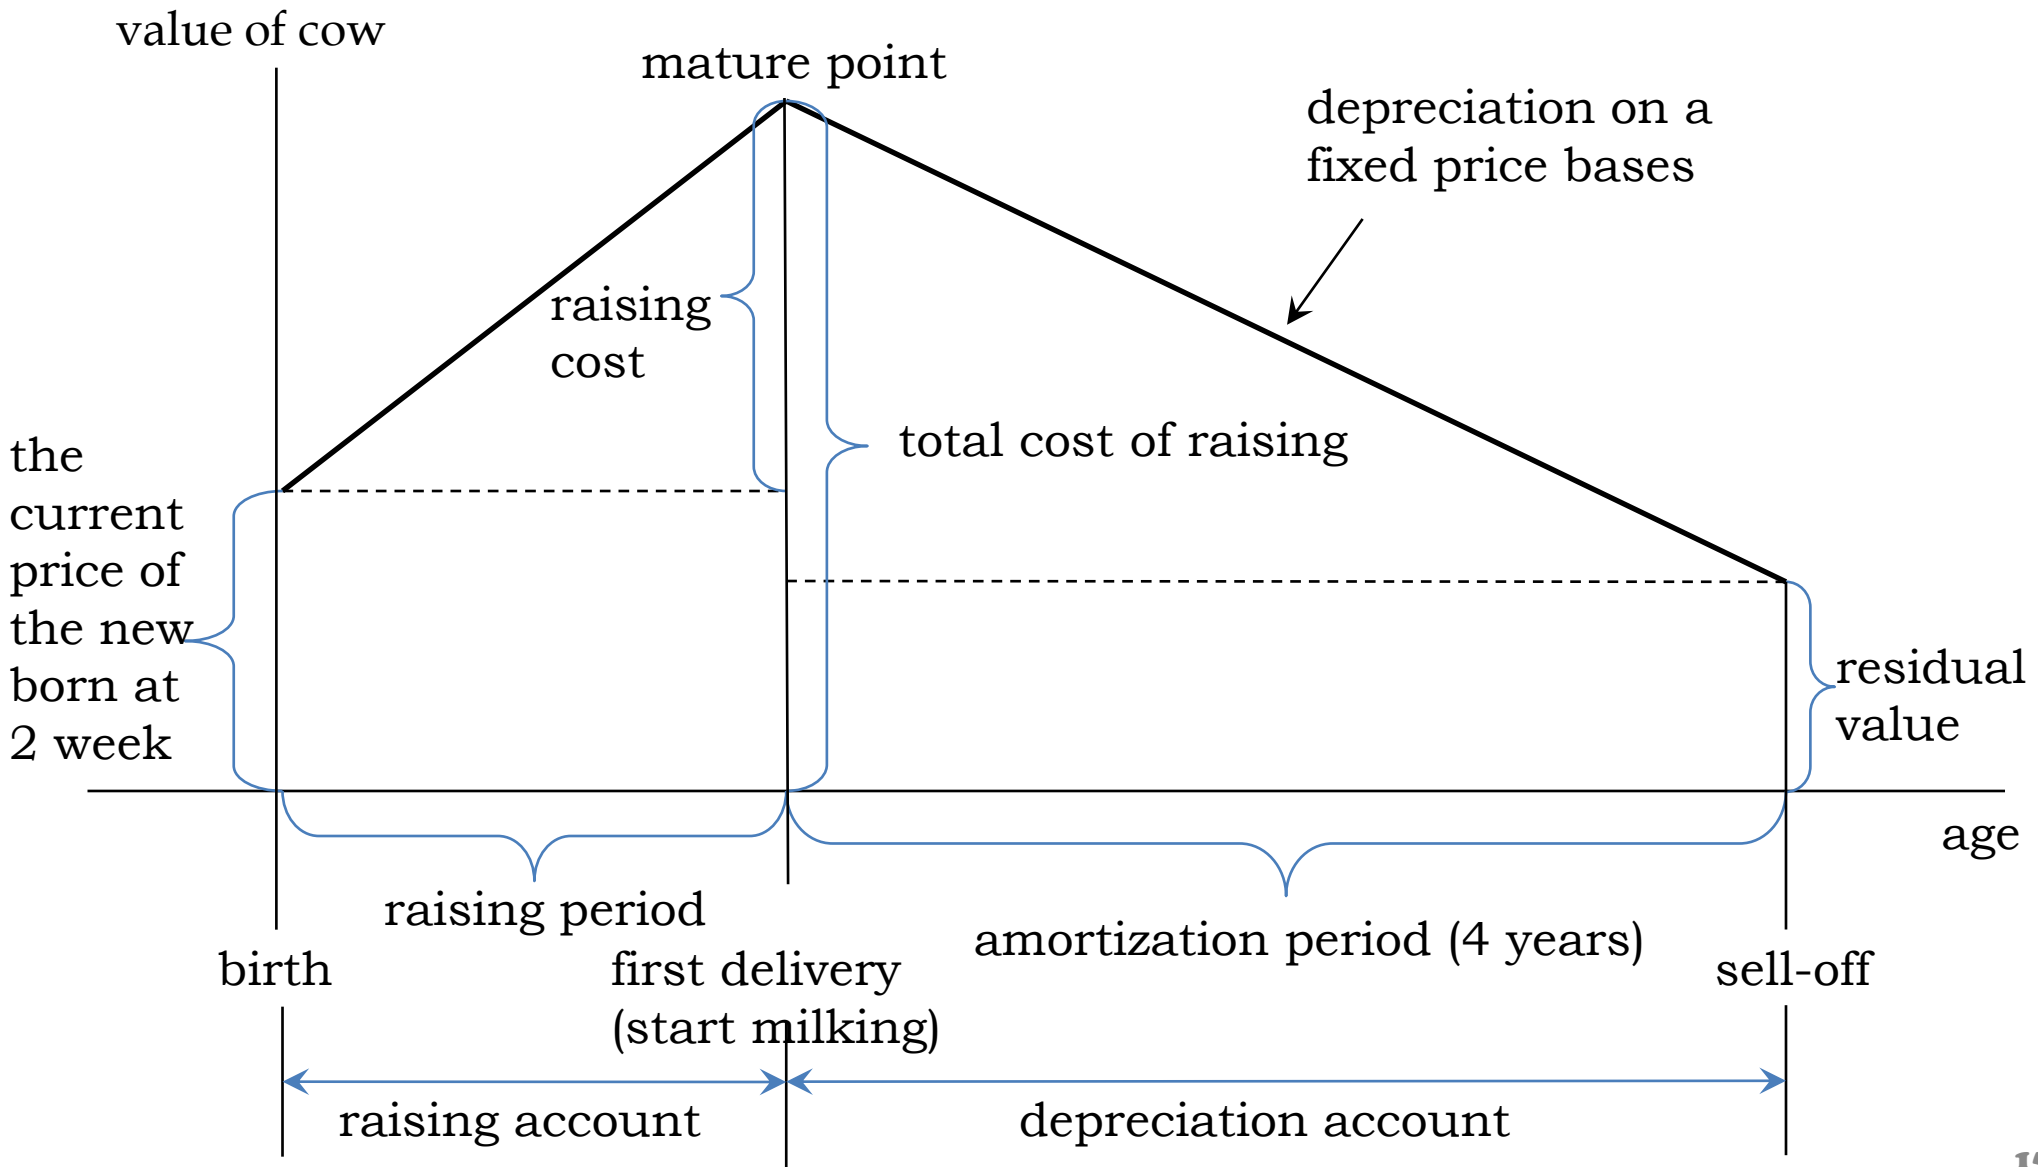 value of cow
mature point
depreciation on a
fixed price bases
raising
cost
total cost of raising
the
current
price of
the new
born at
2 week
residual
value
age
raising period
amortization period (4 years)
birth
first delivery
(start milking)
sell-off
raising account
depreciation account